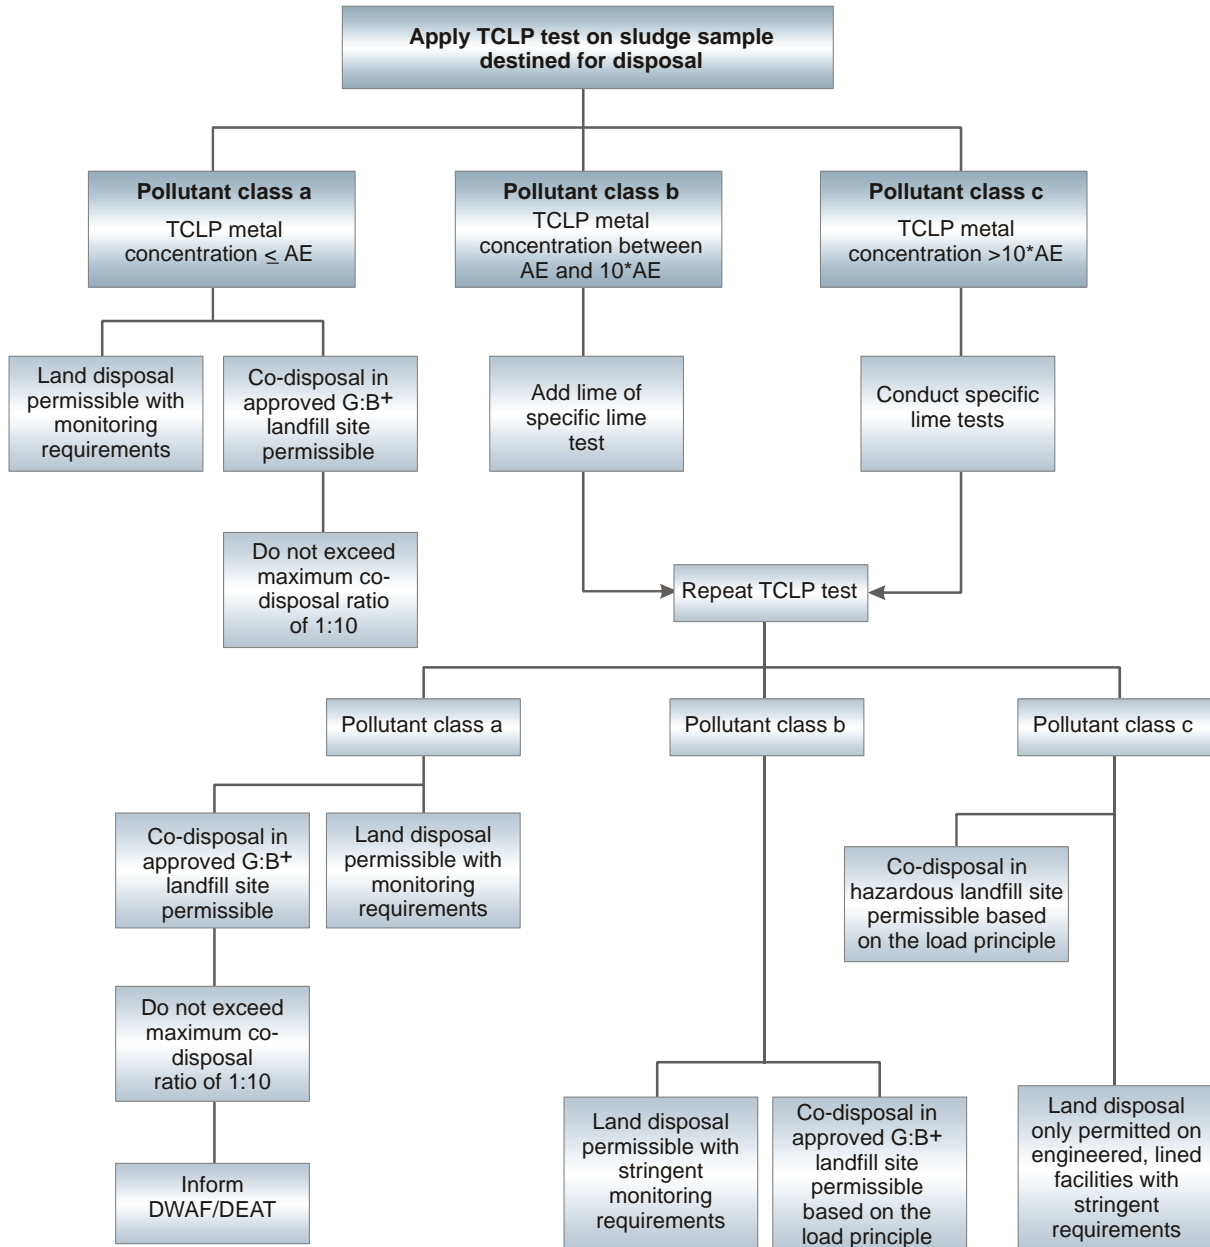 Apply TCLP test on sludge sample
destined for disposal
Pollutant class a
TCLP metal
concentration ≤ AE
Pollutant class b
TCLP metal
concentration between
AE and 10*AE
Pollutant class c
TCLP metal
concentration >10*AE
Land disposal
permissible with
monitoring
requirements
Co-disposal in
approved G:B+
landfill site
permissible
Add lime of
specific lime
test
Conduct specific
lime tests
Do not exceed
maximum co-
disposal ratio
of 1:10
Repeat TCLP test
Pollutant class a
Pollutant class b
Pollutant class c
Co-disposal in
approved G:B+
landfill site
permissible
Land disposal
permissible with
monitoring
requirements
Co-disposal in
hazardous landfill site
permissible based
on the load principle
Do not exceed
maximum co-
disposal
ratio of 1:10
Inform
DWAF/DEAT
Land disposal
permissible with
stringent
monitoring
requirements
Co-disposal in
approved G:B+
landfill site
permissible
based on the
load principle
Land disposal
only permitted on
engineered, lined
facilities with
stringent
requirements